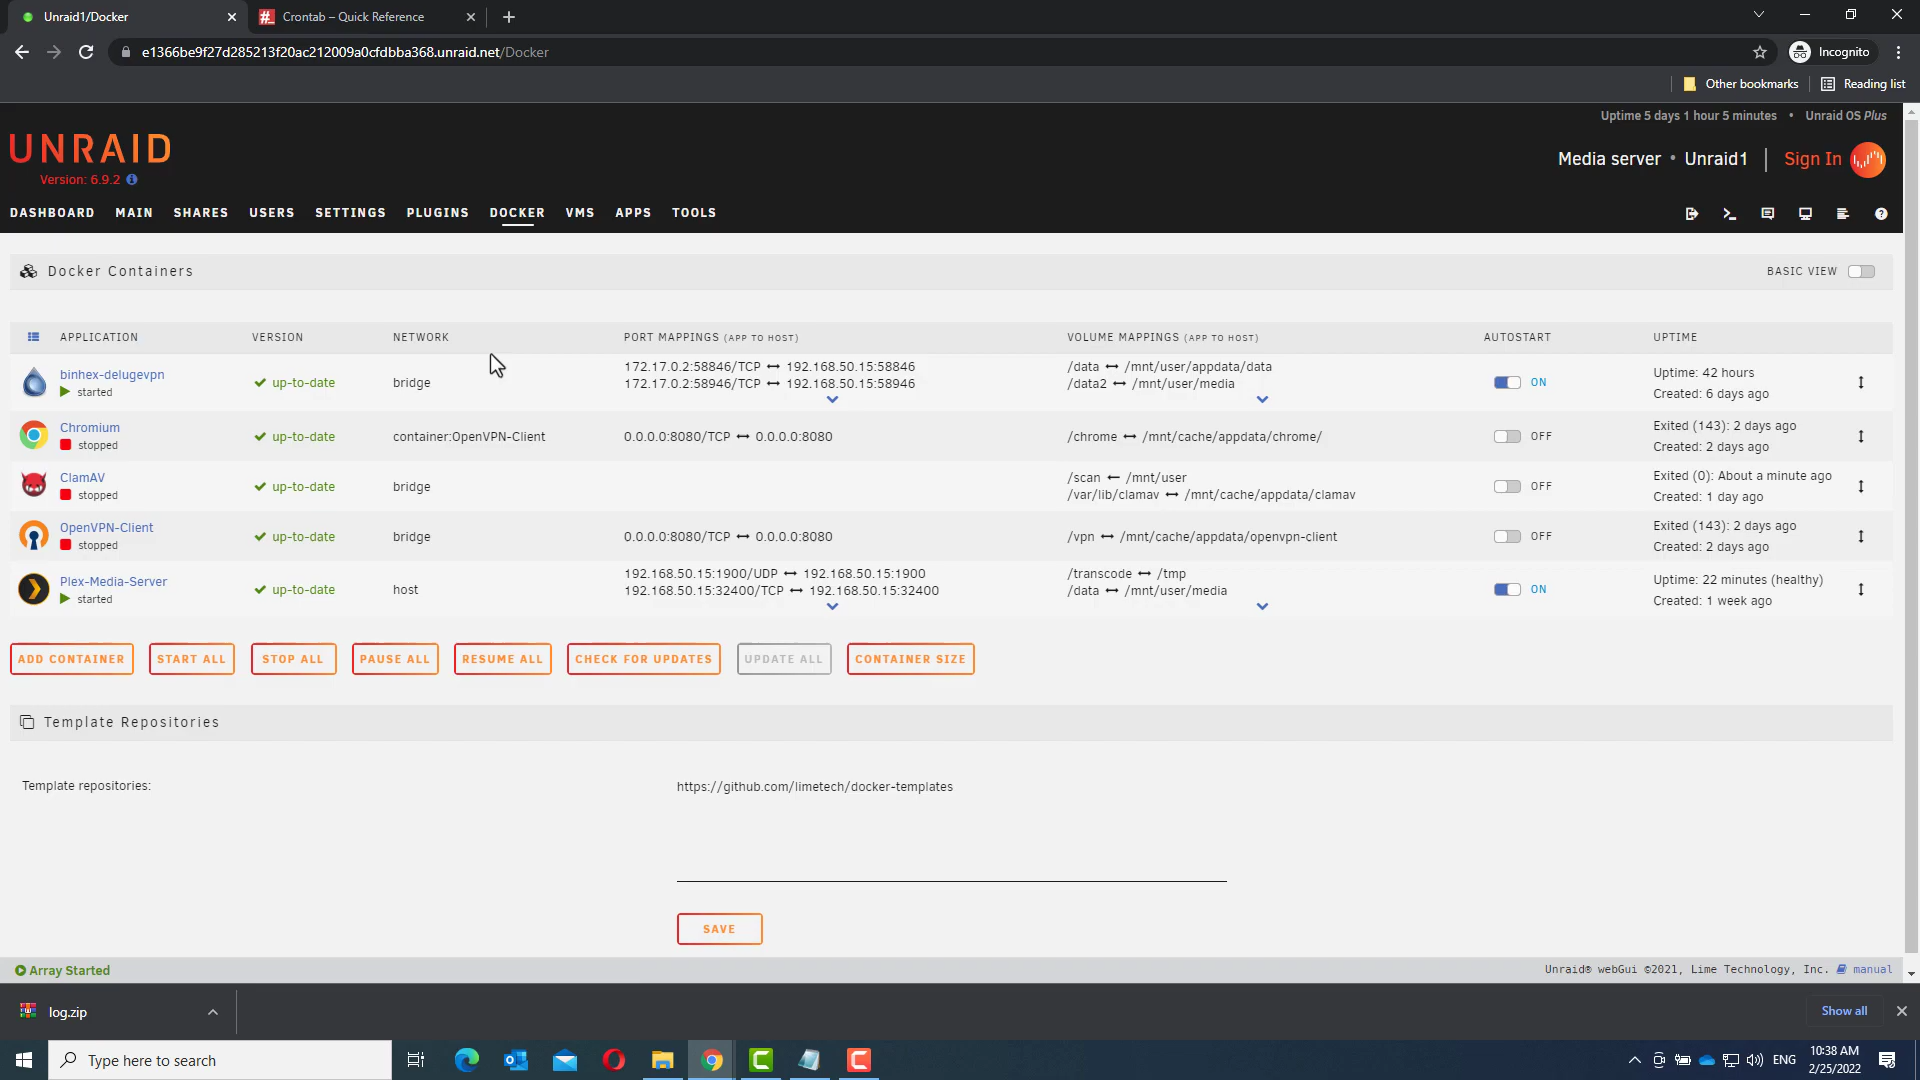 Unraid1/Docker
Crontab – Quick Reference
e1366be9f27d285213f20ac212009a0cfdbba368.unraid.net/Docker
Incognito
Other bookmarks
Reading list
Uptime 5 days 1 hour 5 minutes • Unraid OS Plus
UNRAID
Version: 6.9.2
Media server • Unraid1 | Sign In
DASHBOARD MAIN SHARES USERS SETTINGS PLUGINS DOCKER VMS APPS TOOLS
Docker Containers
BASIC VIEW
APPLICATION VERSION NETWORK PORT MAPPINGS (APP TO HOST) VOLUME MAPPINGS (APP TO HOST) AUTOSTART UPTIME
binhex-delugevpn
started
up-to-date
bridge
172.17.0.2:58846/TCP ↔ 192.168.50.15:58846
172.17.0.2:58946/TCP ↔ 192.168.50.15:58946
/data ↔ /mnt/user/appdata/data
/data2 ↔ /mnt/user/media
ON
Uptime: 42 hours
Created: 6 days ago
Chromium
stopped
up-to-date
container:OpenVPN-Client
0.0.0.0:8080/TCP ↔ 0.0.0.0:8080
/chrome ↔ /mnt/cache/appdata/chrome/
OFF
Exited (143): 2 days ago
Created: 2 days ago
ClamAV
stopped
up-to-date
bridge
/scan ← /mnt/user
/var/lib/clamav ↔ /mnt/cache/appdata/clamav
OFF
Exited (0): About a minute ago
Created: 1 day ago
OpenVPN-Client
stopped
up-to-date
bridge
0.0.0.0:8080/TCP ↔ 0.0.0.0:8080
/vpn ↔ /mnt/cache/appdata/openvpn-client
OFF
Exited (143): 2 days ago
Created: 2 days ago
Plex-Media-Server
started
up-to-date
host
192.168.50.15:1900/UDP ↔ 192.168.50.15:1900
192.168.50.15:32400/TCP ↔ 192.168.50.15:32400
/transcode ↔ /tmp
/data ↔ /mnt/user/media
ON
Uptime: 22 minutes (healthy)
Created: 1 week ago
ADD CONTAINER START ALL STOP ALL PAUSE ALL RESUME ALL CHECK FOR UPDATES UPDATE ALL CONTAINER SIZE
Template Repositories
Template repositories:
https://github.com/limetech/docker-templates
SAVE
Array Started
Unraid® webGui ©2021, Lime Technology, Inc. manual
log.zip
Show all
Type here to search
ENG
10:38 AM
2/25/2022